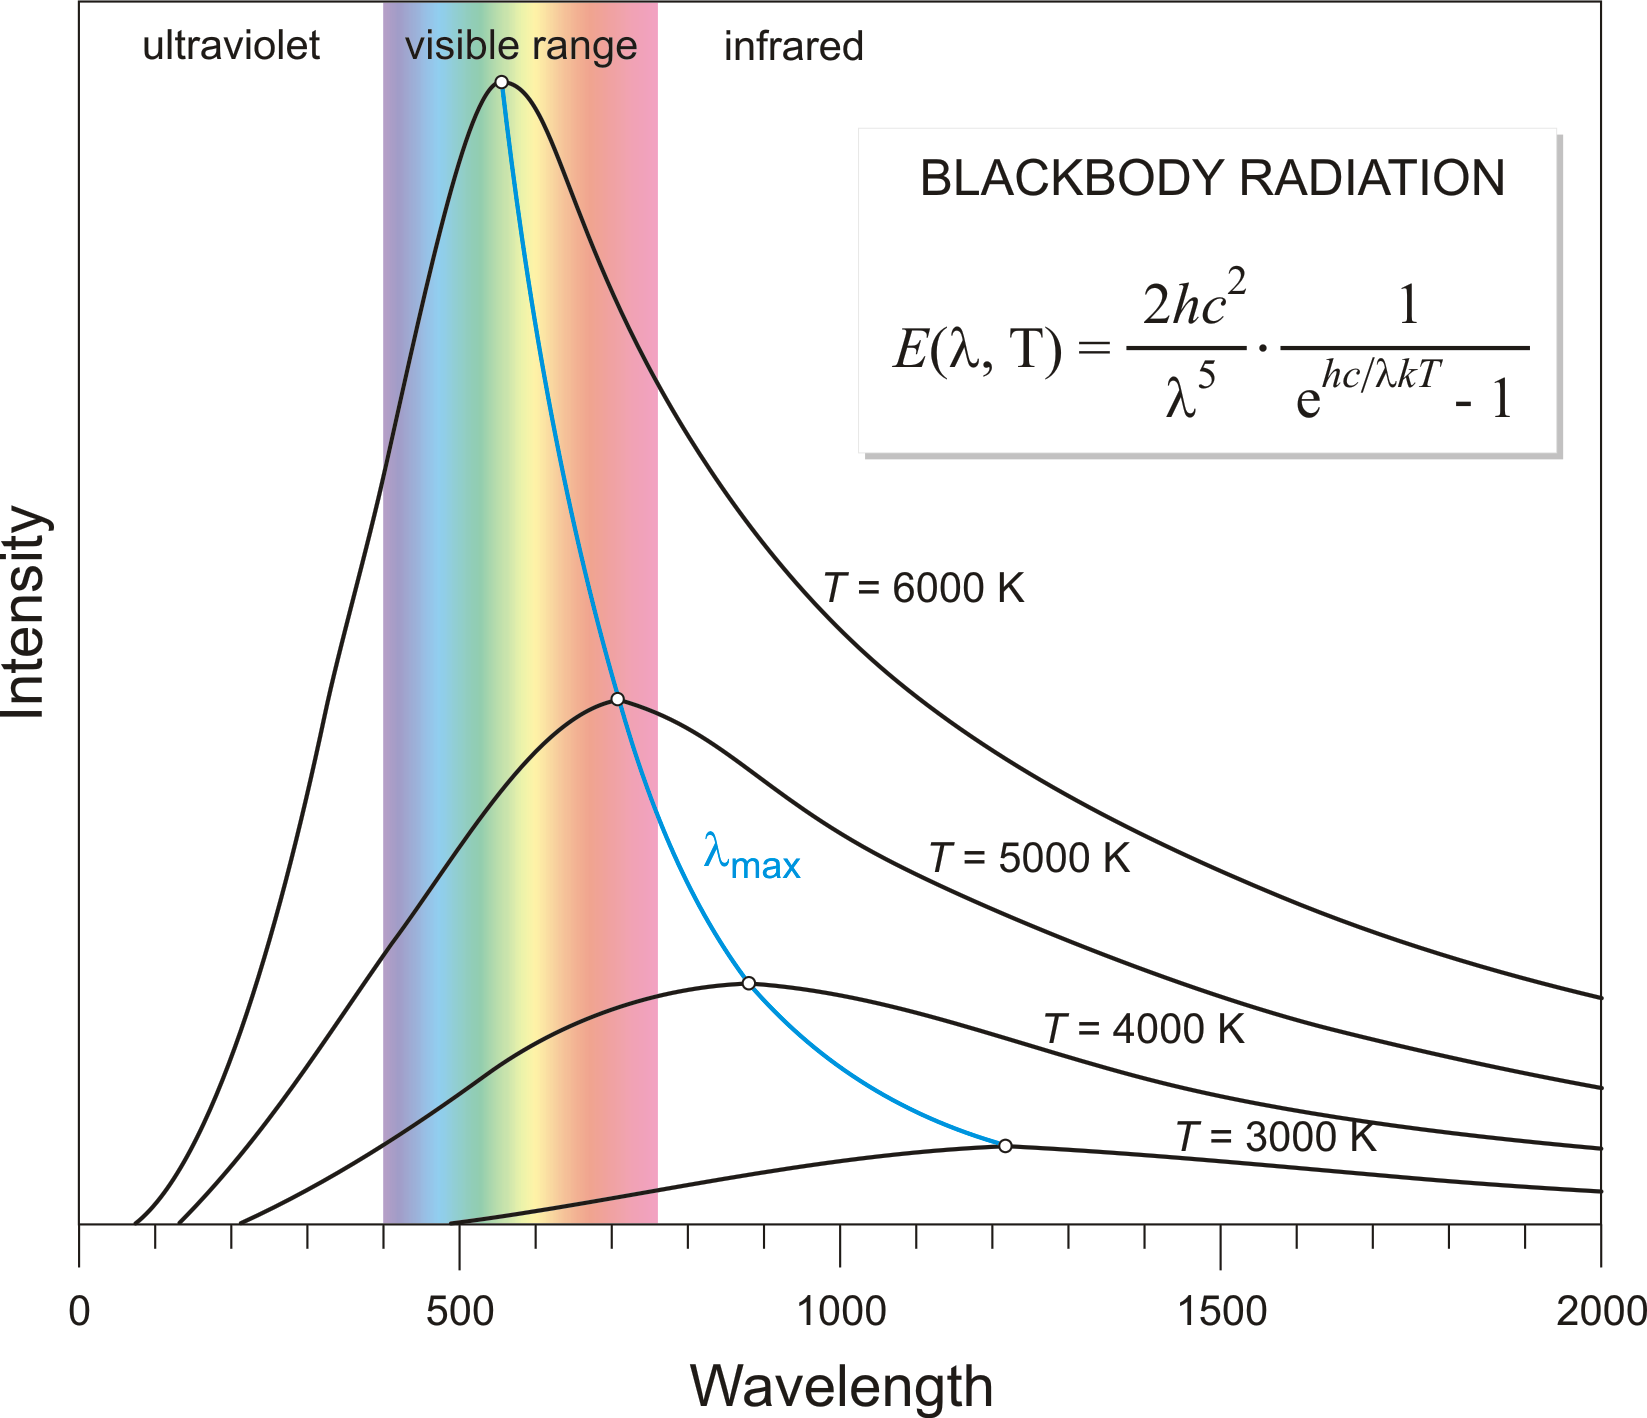 ultraviolet visible range infrared
BLACKBODY RADIATION
E(λ, T) = 2hc²/λ⁵ · 1/(e^hc/λkT - 1)
T = 6000 K
T = 5000 K
λmax
T = 4000 K
T = 3000 K
Intensity
0 500 1000 1500 2000
Wavelength